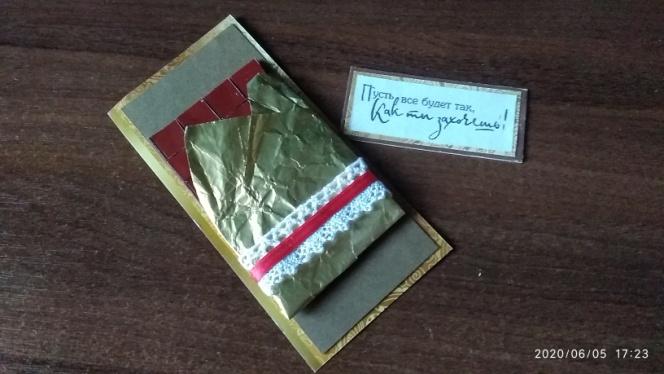 Пусть все будет так,
Как ты захочешь!
2020/06/05 17:23